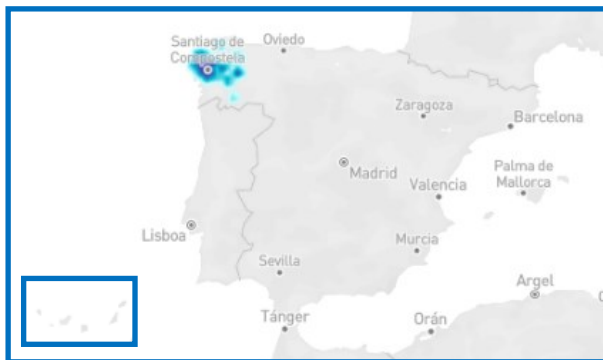 Santiago de
Compostela
Oviedo
Zaragoza
Barcelona
Madrid
Palma de
Mallorca
Valencia
Lisboa
Murcia
Sevilla
Argel
Tánger
Orán